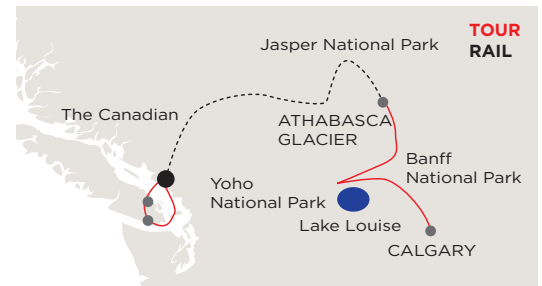 TOUR
RAIL
Jasper National Park
The Canadian
ATHABASCA
GLACIER
Banff
National Park
Yoho
National Park
Lake Louise
CALGARY